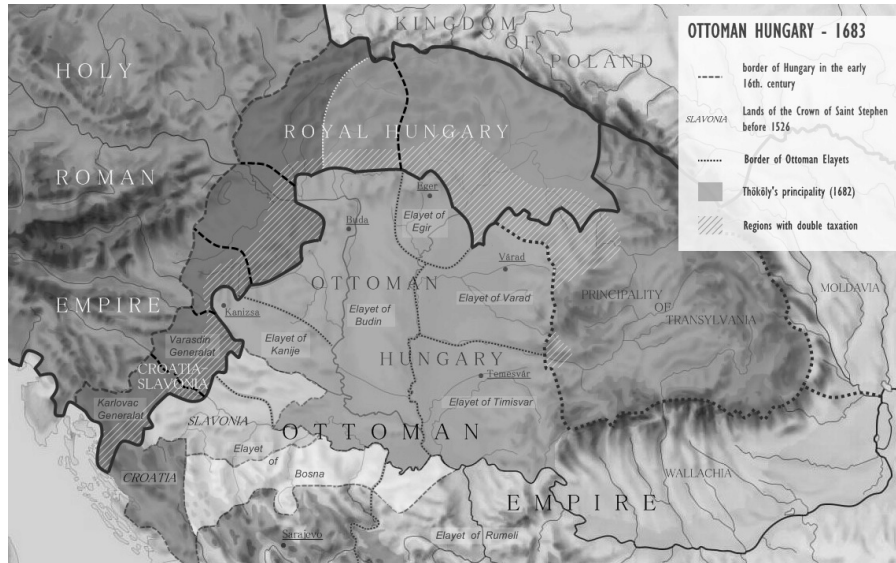 KINGDOM
OF
POLAND
HOLY
ROMAN
EMPIRE
ROYAL HUNGARY
Eger
Elayet of
Egir
Buda
Várad
OTTOMAN
HUNGARY
Elayet of Varad
Elayet of
Budin
Kanizsa
Elayet of
Kanije
Varasdin
Generalat
CROATIA-
SLAVONIA
Karlovac
Generalat
Temesvár
Elayet of Timisvar
PRINCIPALITY
OF
TRANSYLVANIA
MOLDAVIA
SLAVONIA
OTTOMAN
EMPIRE
Elayet
of
Bosna
CROATIA
Sarajevo
Elayet of Rumeli
WALLACHIA
OTTOMAN HUNGARY - 1683
border of Hungary in the early
16th. century
SLAVONIA
Lands of the Crown of Saint Stephen
before 1526
Border of Ottoman Elayets
Thököly's principality (1682)
Regions with double taxation